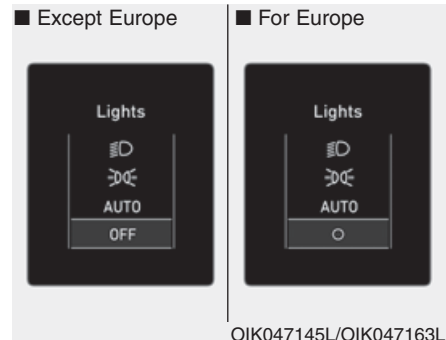 ■ Except Europe
■ For Europe
Lights
AUTO
OFF
Lights
AUTO
OIK047145L/OIK047163L